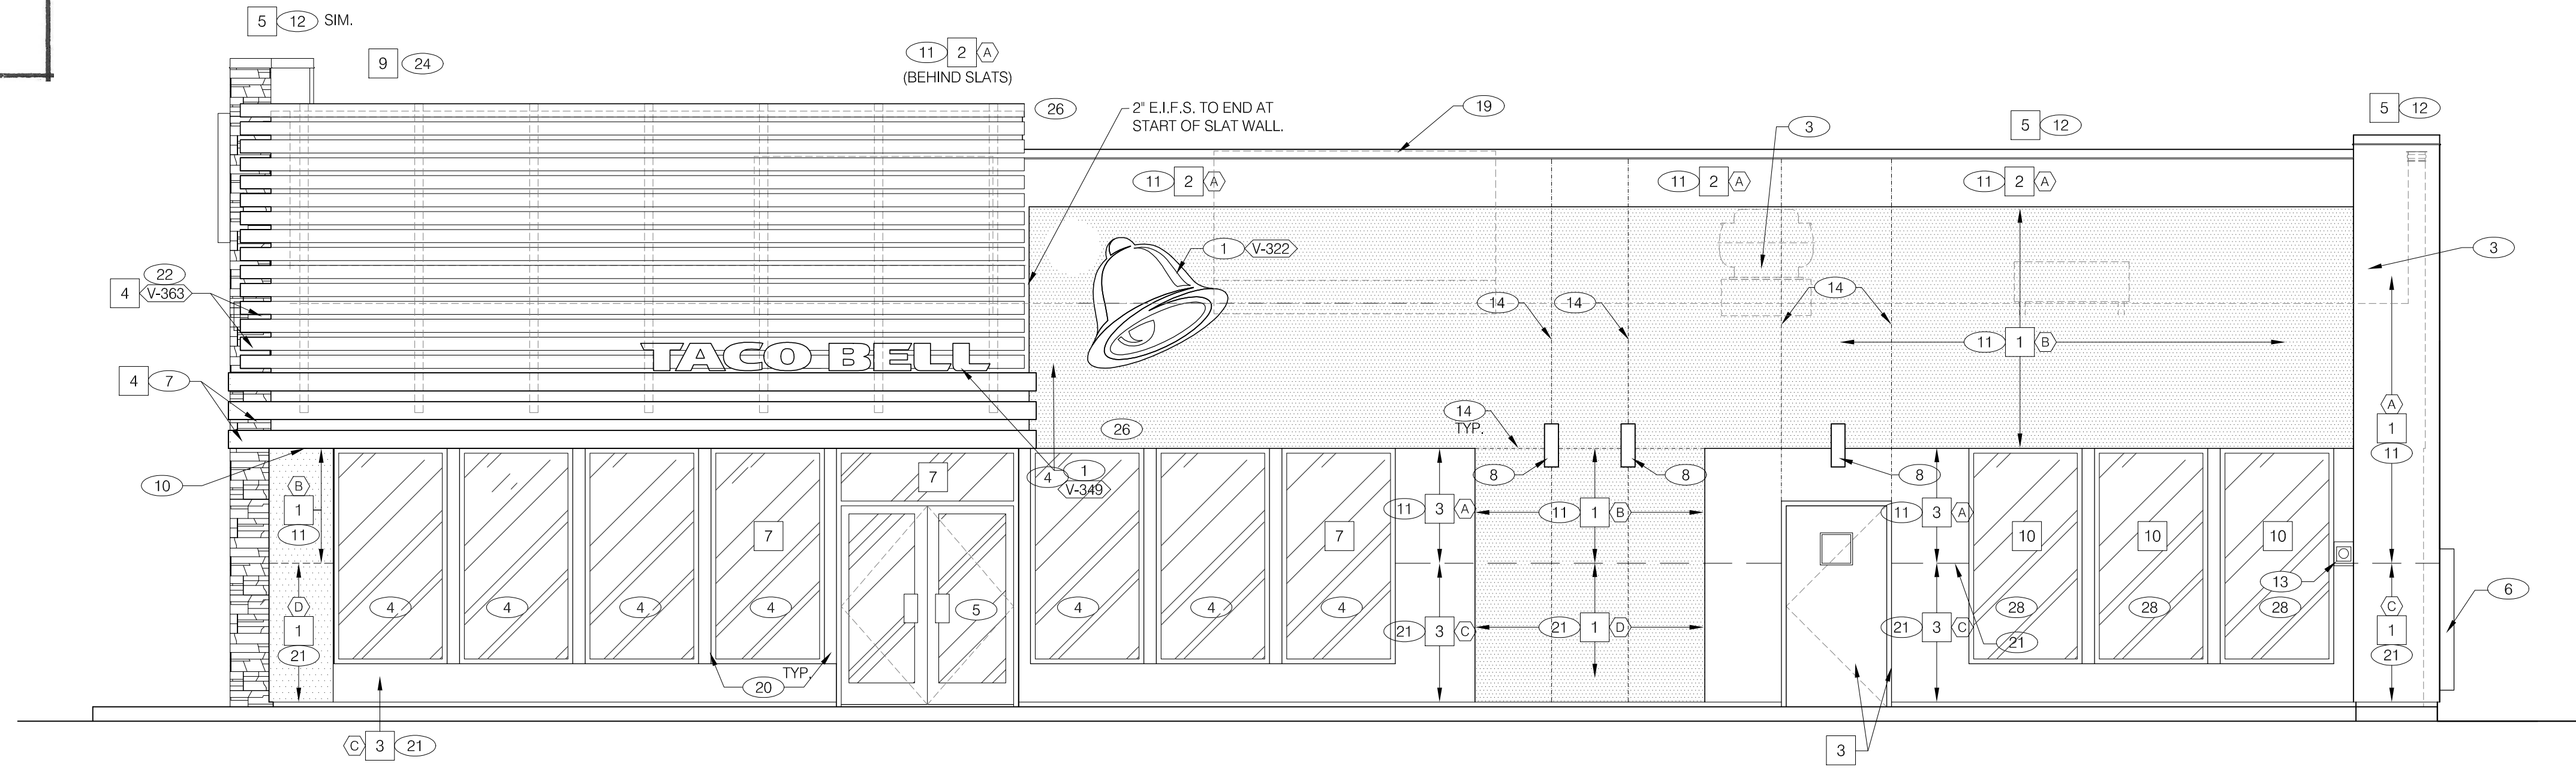 5 12 SIM.
9 24
11 2 A
(BEHIND SLATS)
26
2" E.I.F.S. TO END AT
START OF SLAT WALL.
19
3
5 12
5 12
11 2 A
11 2 A
11 2 A
1 V-322
3
22
4 V-363
14
14
14
11 1 B
TACO BELL
4 7
A
1
11
14
TYP.
26
10
7
4
1
V-349
8
8
8
B
1
11
11 3 A
11 1 B
11 3 A
7
7
10
10
10
13
6
D
1
21
4
4
4
4
5
4
4
4
21 3 C
21 1 D
21 3 C
21
28
28
28
C
1
21
TYP.
20
C 3 21
3